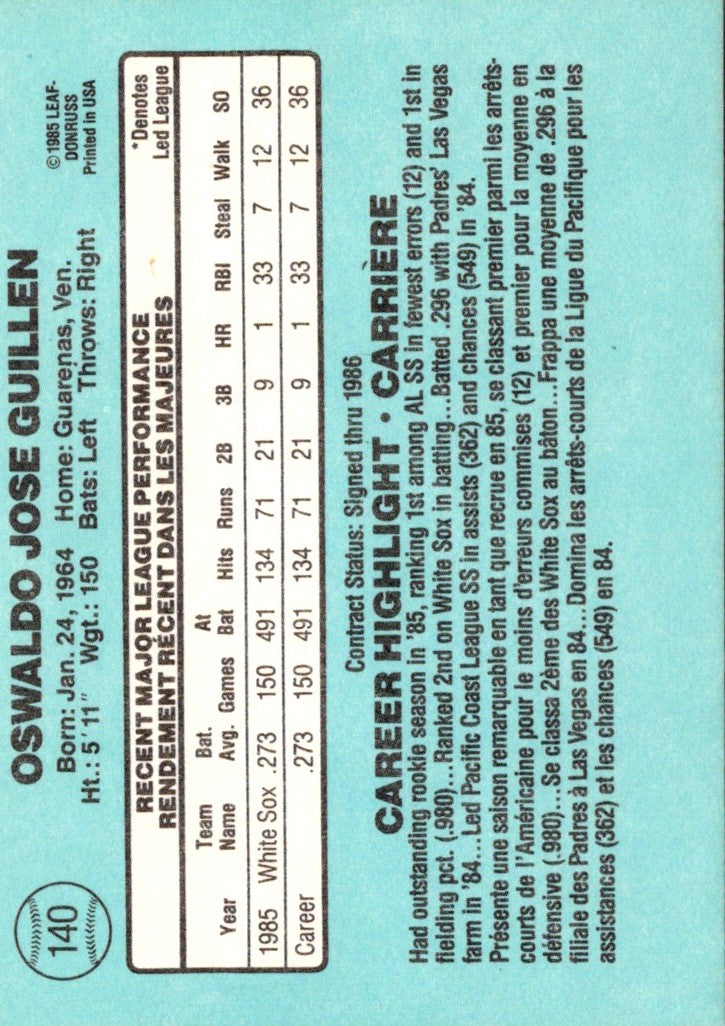 140
OSWALDO JOSE GUILLEN
Born: Jan. 24, 1964 Home: Guarenas, Ven.
Ht.: 5'11" Wgt.: 150 Bats: Left Throws: Right
© 1985 LEAF-
DONRUSS
Printed in USA
RECENT MAJOR LEAGUE PERFORMANCE
RENDEMENT RÉCENT DANS LES MAJEURES
*Denotes
Led League
Year Team Name Bat. Avg. Games At Bat Hits Runs 2B 3B HR RBI Steal Walk SO
1985 White Sox .273 150 491 134 71 21 9 1 33 7 12 36
Career .273 150 491 134 71 21 9 1 33 7 12 36
Contract Status: Signed thru 1986
CAREER HIGHLIGHT • CARRIÈRE
Had outstanding rookie season in '85, ranking 1st among AL SS in fewest errors (12) and 1st in
fielding pct. (.980)....Ranked 2nd on White Sox in batting...Batted .296 with Padres' Las Vegas
farm in '84...Led Pacific Coast League SS in assists (362) and chances (549) in '84.
Présente une saison remarquable en tant que recrue en 85, se classant premier parmi les arrêts-
courts de l'Américaine pour le moins d'erreurs commises (12) et premier pour la moyenne en
défensive (.980)....Se classa 2ème des White Sox au bâton...Frappa une moyenne de .296 à la
filiale des Padres à Las Vegas en 84...Domina les arrêts-courts de la Ligue du Pacifique pour les
assistances (362) et les chances (549) en 84.